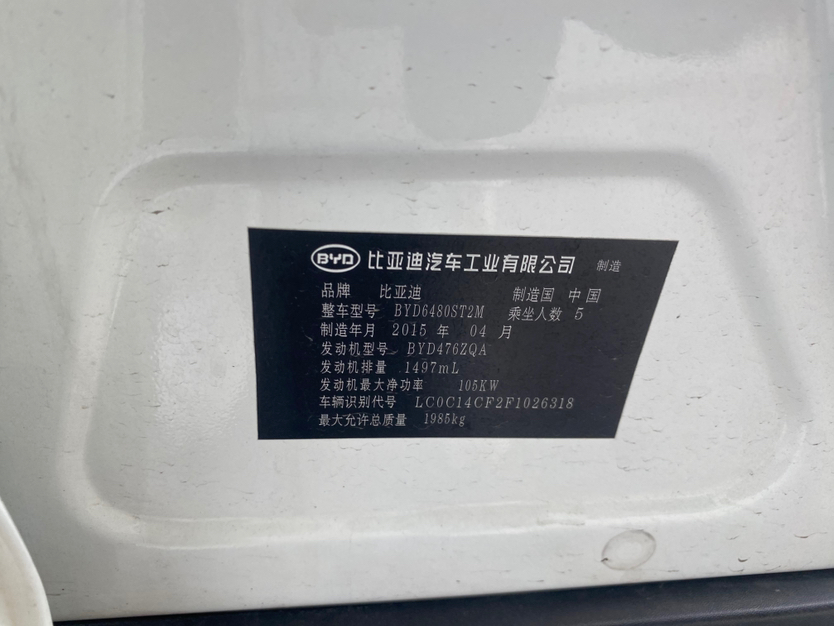 BYD 比亚迪汽车工业有限公司 制造
品牌 比亚迪 制造国 中国
整车型号 BYD6480ST2M 乘坐人数 5
制造年月 2015 年 04 月
发动机型号 BYD476ZQA
发动机排量 1497mL
发动机最大净功率 105KW
车辆识别代号 LC0C14CF2F1026318
最大允许总质量 1985kg